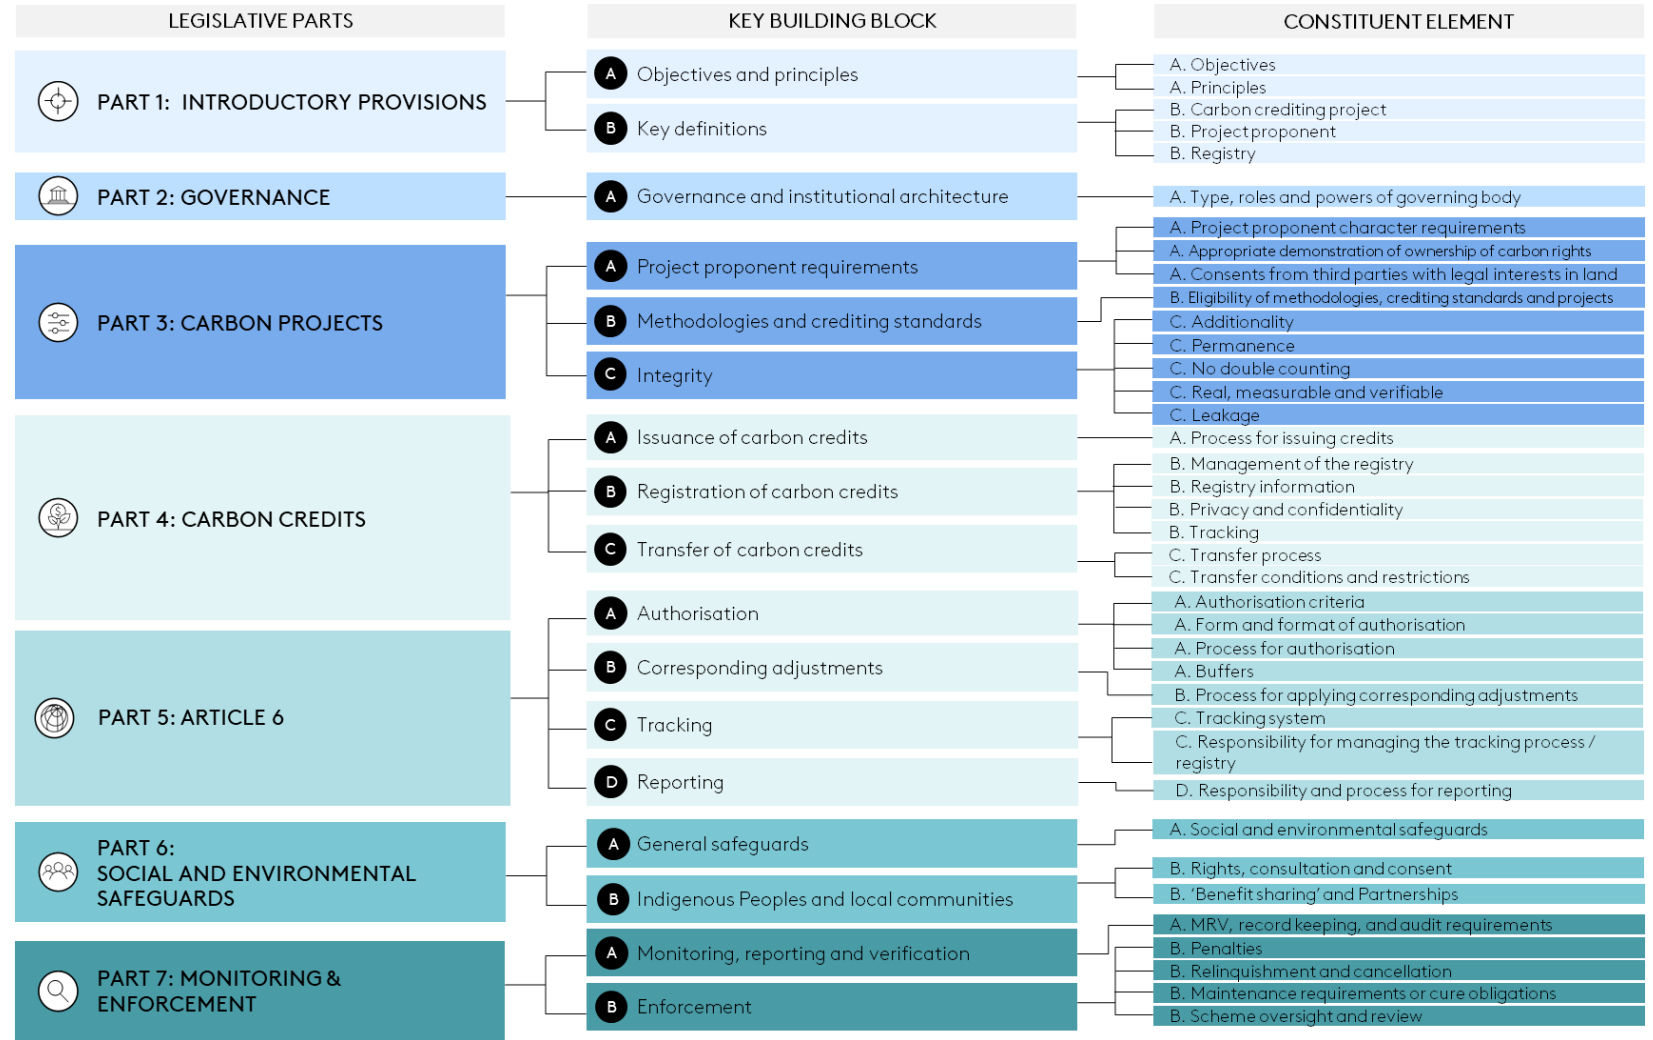 LEGISLATIVE PARTS
KEY BUILDING BLOCK
CONSTITUENT ELEMENT
PART 1: INTRODUCTORY PROVISIONS
A Objectives and principles
A. Objectives
A. Principles
B Key definitions
B. Carbon crediting project
B. Project proponent
B. Registry
PART 2: GOVERNANCE
A Governance and institutional architecture
A. Type, roles and powers of governing body
PART 3: CARBON PROJECTS
A Project proponent requirements
A. Project proponent character requirements
A. Appropriate demonstration of ownership of carbon rights
A. Consents from third parties with legal interests in land
B Methodologies and crediting standards
B. Eligibility of methodologies, crediting standards and projects
C Integrity
C. Additionality
C. Permanence
C. No double counting
C. Real, measurable and verifiable
C. Leakage
PART 4: CARBON CREDITS
A Issuance of carbon credits
A. Process for issuing credits
B Registration of carbon credits
B. Management of the registry
B. Registry information
B. Privacy and confidentiality
B. Tracking
C Transfer of carbon credits
C. Transfer process
C. Transfer conditions and restrictions
PART 5: ARTICLE 6
A Authorisation
A. Authorisation criteria
A. Form and format of authorisation
A. Process for authorisation
A. Buffers
B Corresponding adjustments
B. Process for applying corresponding adjustments
C Tracking
C. Tracking system
C. Responsibility for managing the tracking process /
registry
D Reporting
D. Responsibility and process for reporting
PART 6:
SOCIAL AND ENVIRONMENTAL
SAFEGUARDS
A General safeguards
A. Social and environmental safeguards
B Indigenous Peoples and local communities
B. Rights, consultation and consent
B. ‘Benefit sharing’ and Partnerships
PART 7: MONITORING &
ENFORCEMENT
A Monitoring, reporting and verification
A. MRV, record keeping, and audit requirements
B Enforcement
B. Penalties
B. Relinquishment and cancellation
B. Maintenance requirements or cure obligations
B. Scheme oversight and review